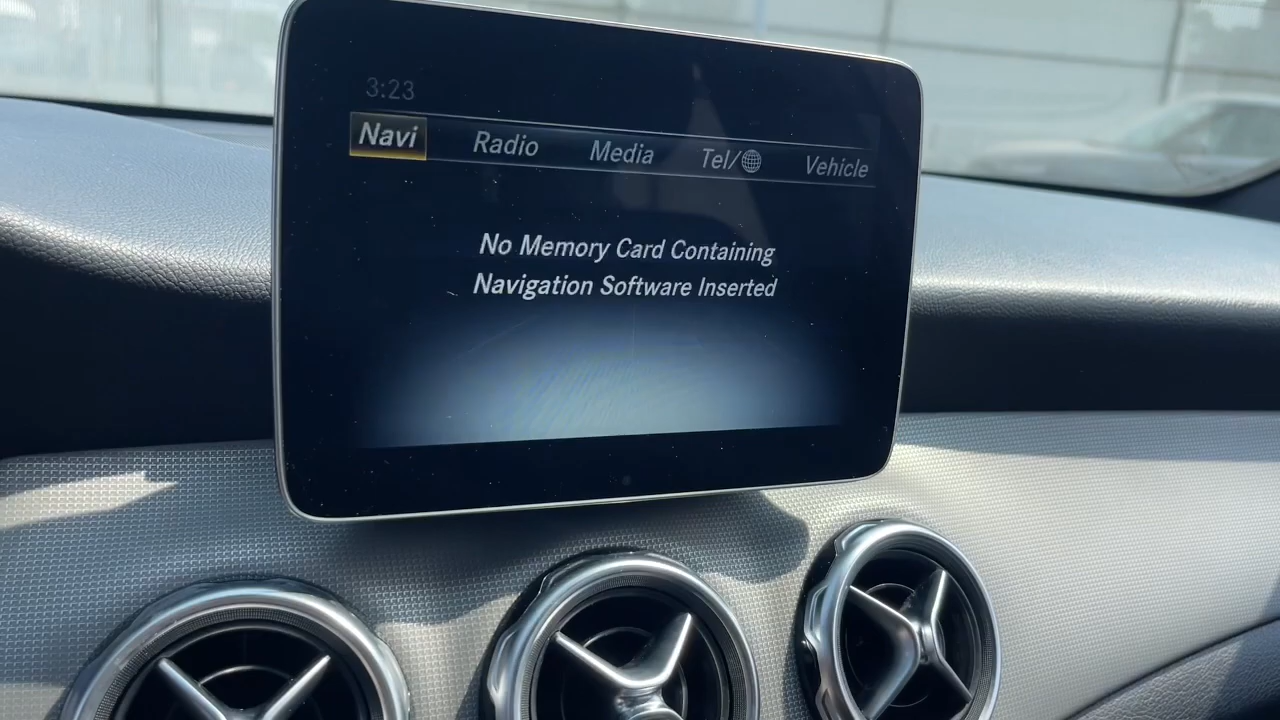 3:23
Navi Radio Media Tel/ Vehicle
No Memory Card Containing
Navigation Software Inserted